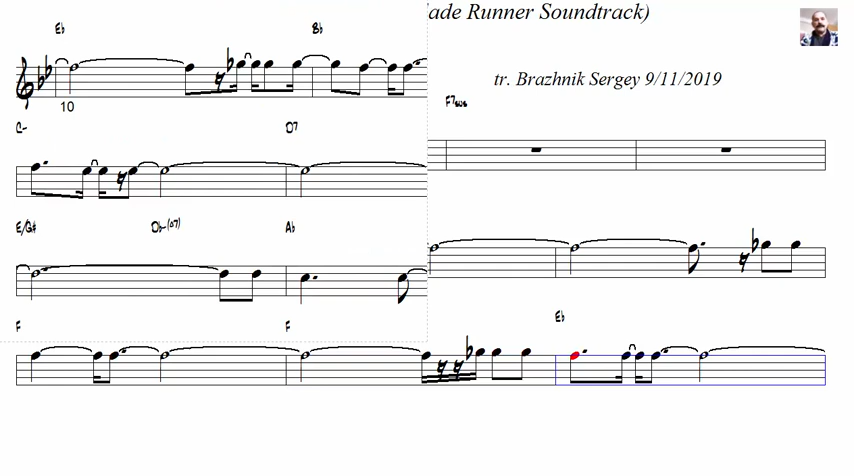 ade Runner Soundtrack)
tr. Brazhnik Sergey 9/11/2019
Eb Bb
10
F7sus
C- D7
E/G# Ab
Eb
F F